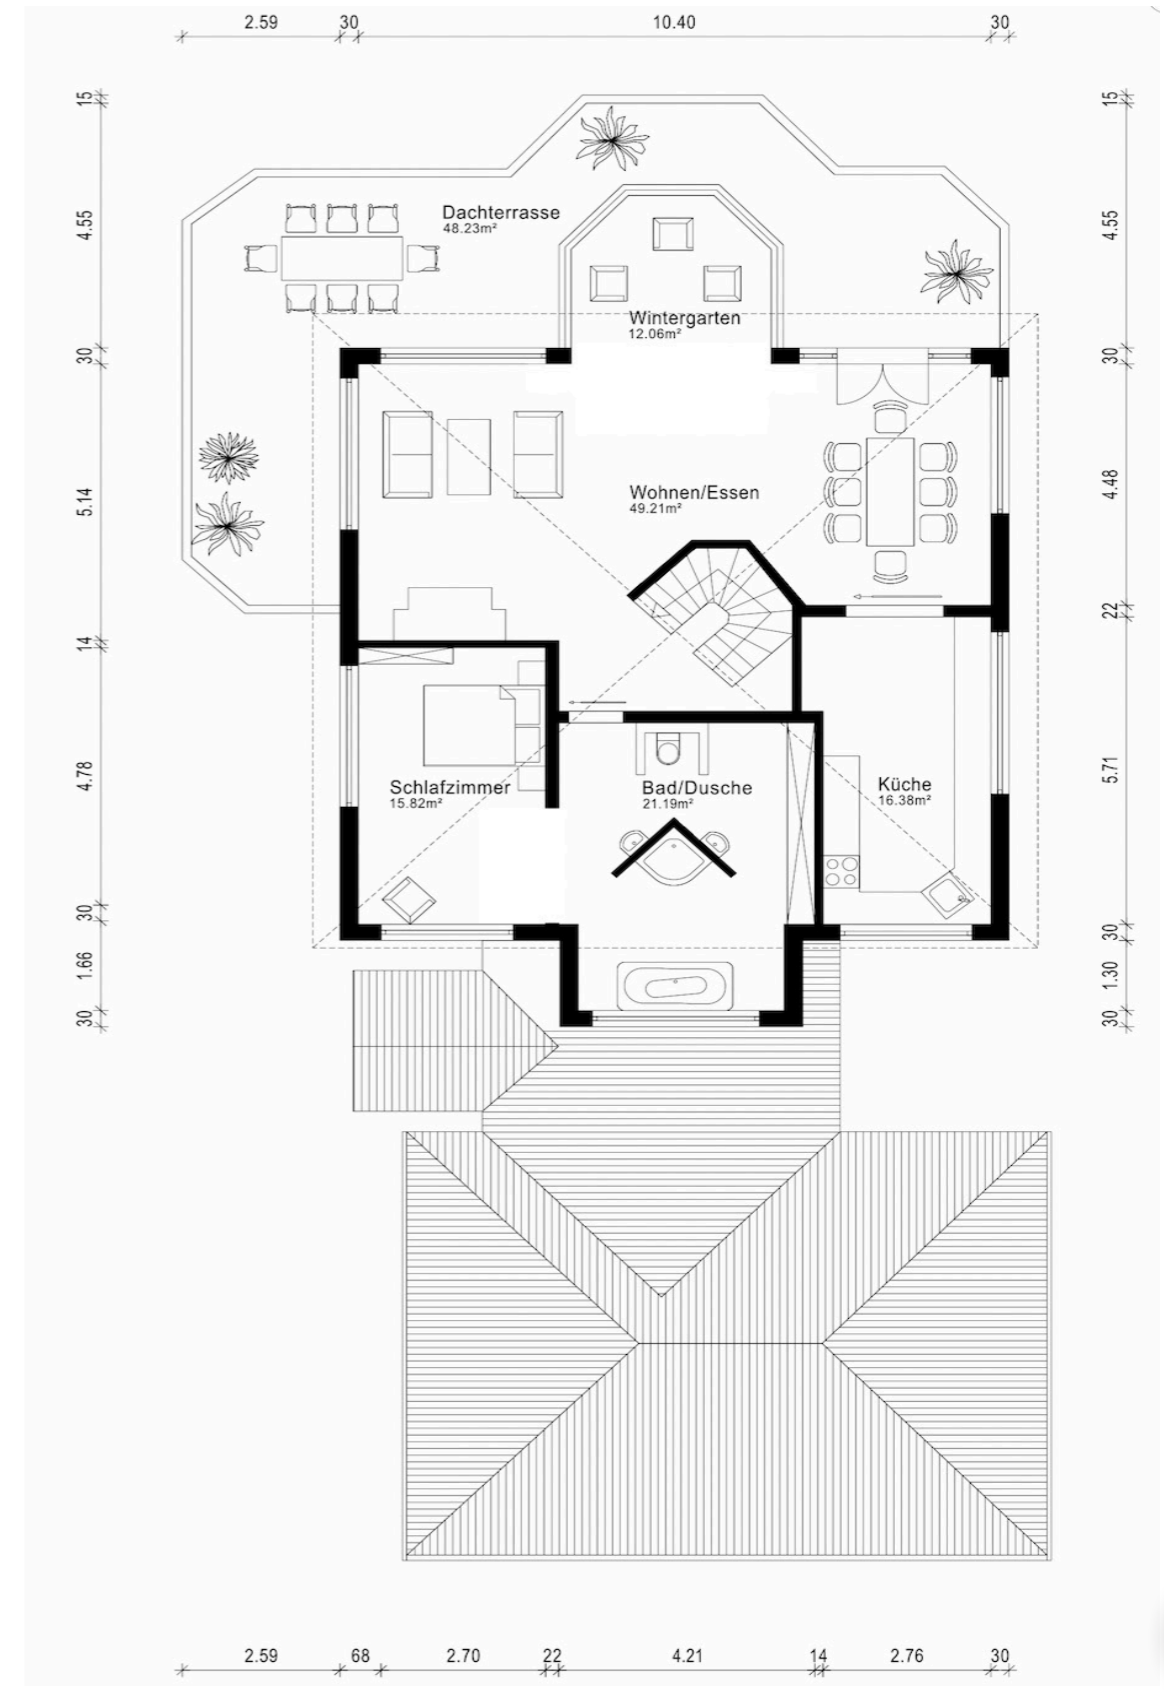 2.59 30 10.40 30
15 15
Dachterrasse
48.23m²
4.55 4.55
Wintergarten
12.06m²
30 30
Wohnen/Essen
49.21m²
5.14 4.48
22
14
Schlafzimmer
15.82m²
Bad/Dusche
21.19m²
Küche
16.38m²
4.78 5.71
30 30
1.66 1.30
30 30
2.59 68 2.70 22 4.21 14 2.76 30